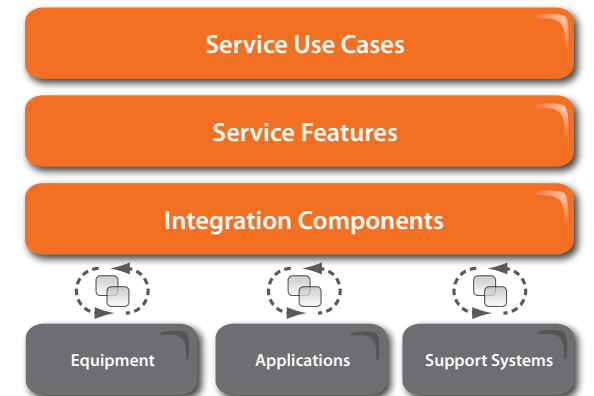 Service Use Cases
Service Features
Integration Components
Equipment
Applications
Support Systems